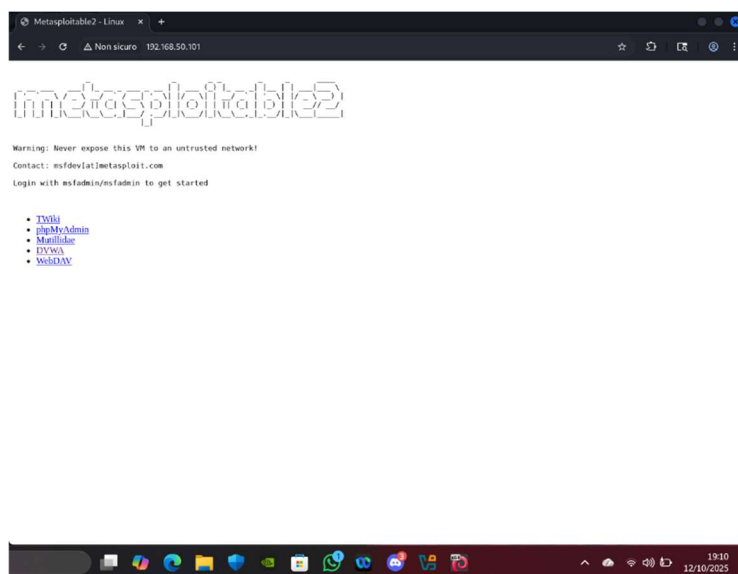 Metasploitable2 - Linux
Non sicuro 192.168.50.101
metasploitable2
Warning: Never expose this VM to an untrusted network!
Contact: msfdev[at]metasploit.com
Login with msfadmin/msfadmin to get started
TWiki
phpMyAdmin
Mutillidae
DVWA
WebDAV
19:10
12/10/2025